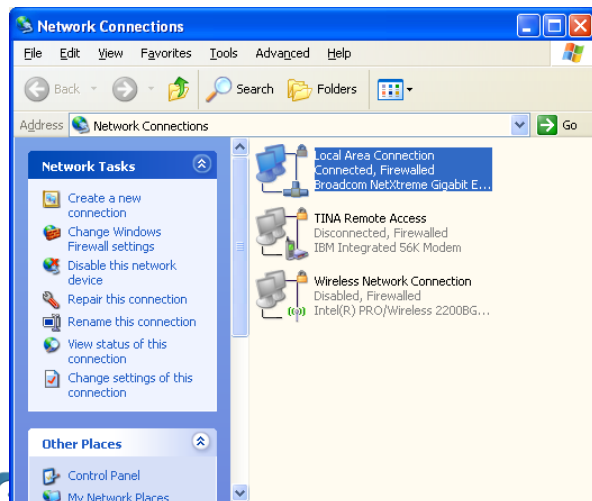 Network Connections
File Edit View Favorites Tools Advanced Help
Back Search Folders
Address Network Connections Go
Network Tasks
Create a new
connection
Change Windows
Firewall settings
Disable this network
device
Repair this connection
Rename this connection
View status of this
connection
Change settings of this
connection
Other Places
Control Panel
My Network Places
Local Area Connection
Connected, Firewalled
Broadcom NetXtreme Gigabit E...
TINA Remote Access
Disconnected, Firewalled
IBM Integrated 56K Modem
Wireless Network Connection
Disabled, Firewalled
Intel(R) PRO/Wireless 2200BG...